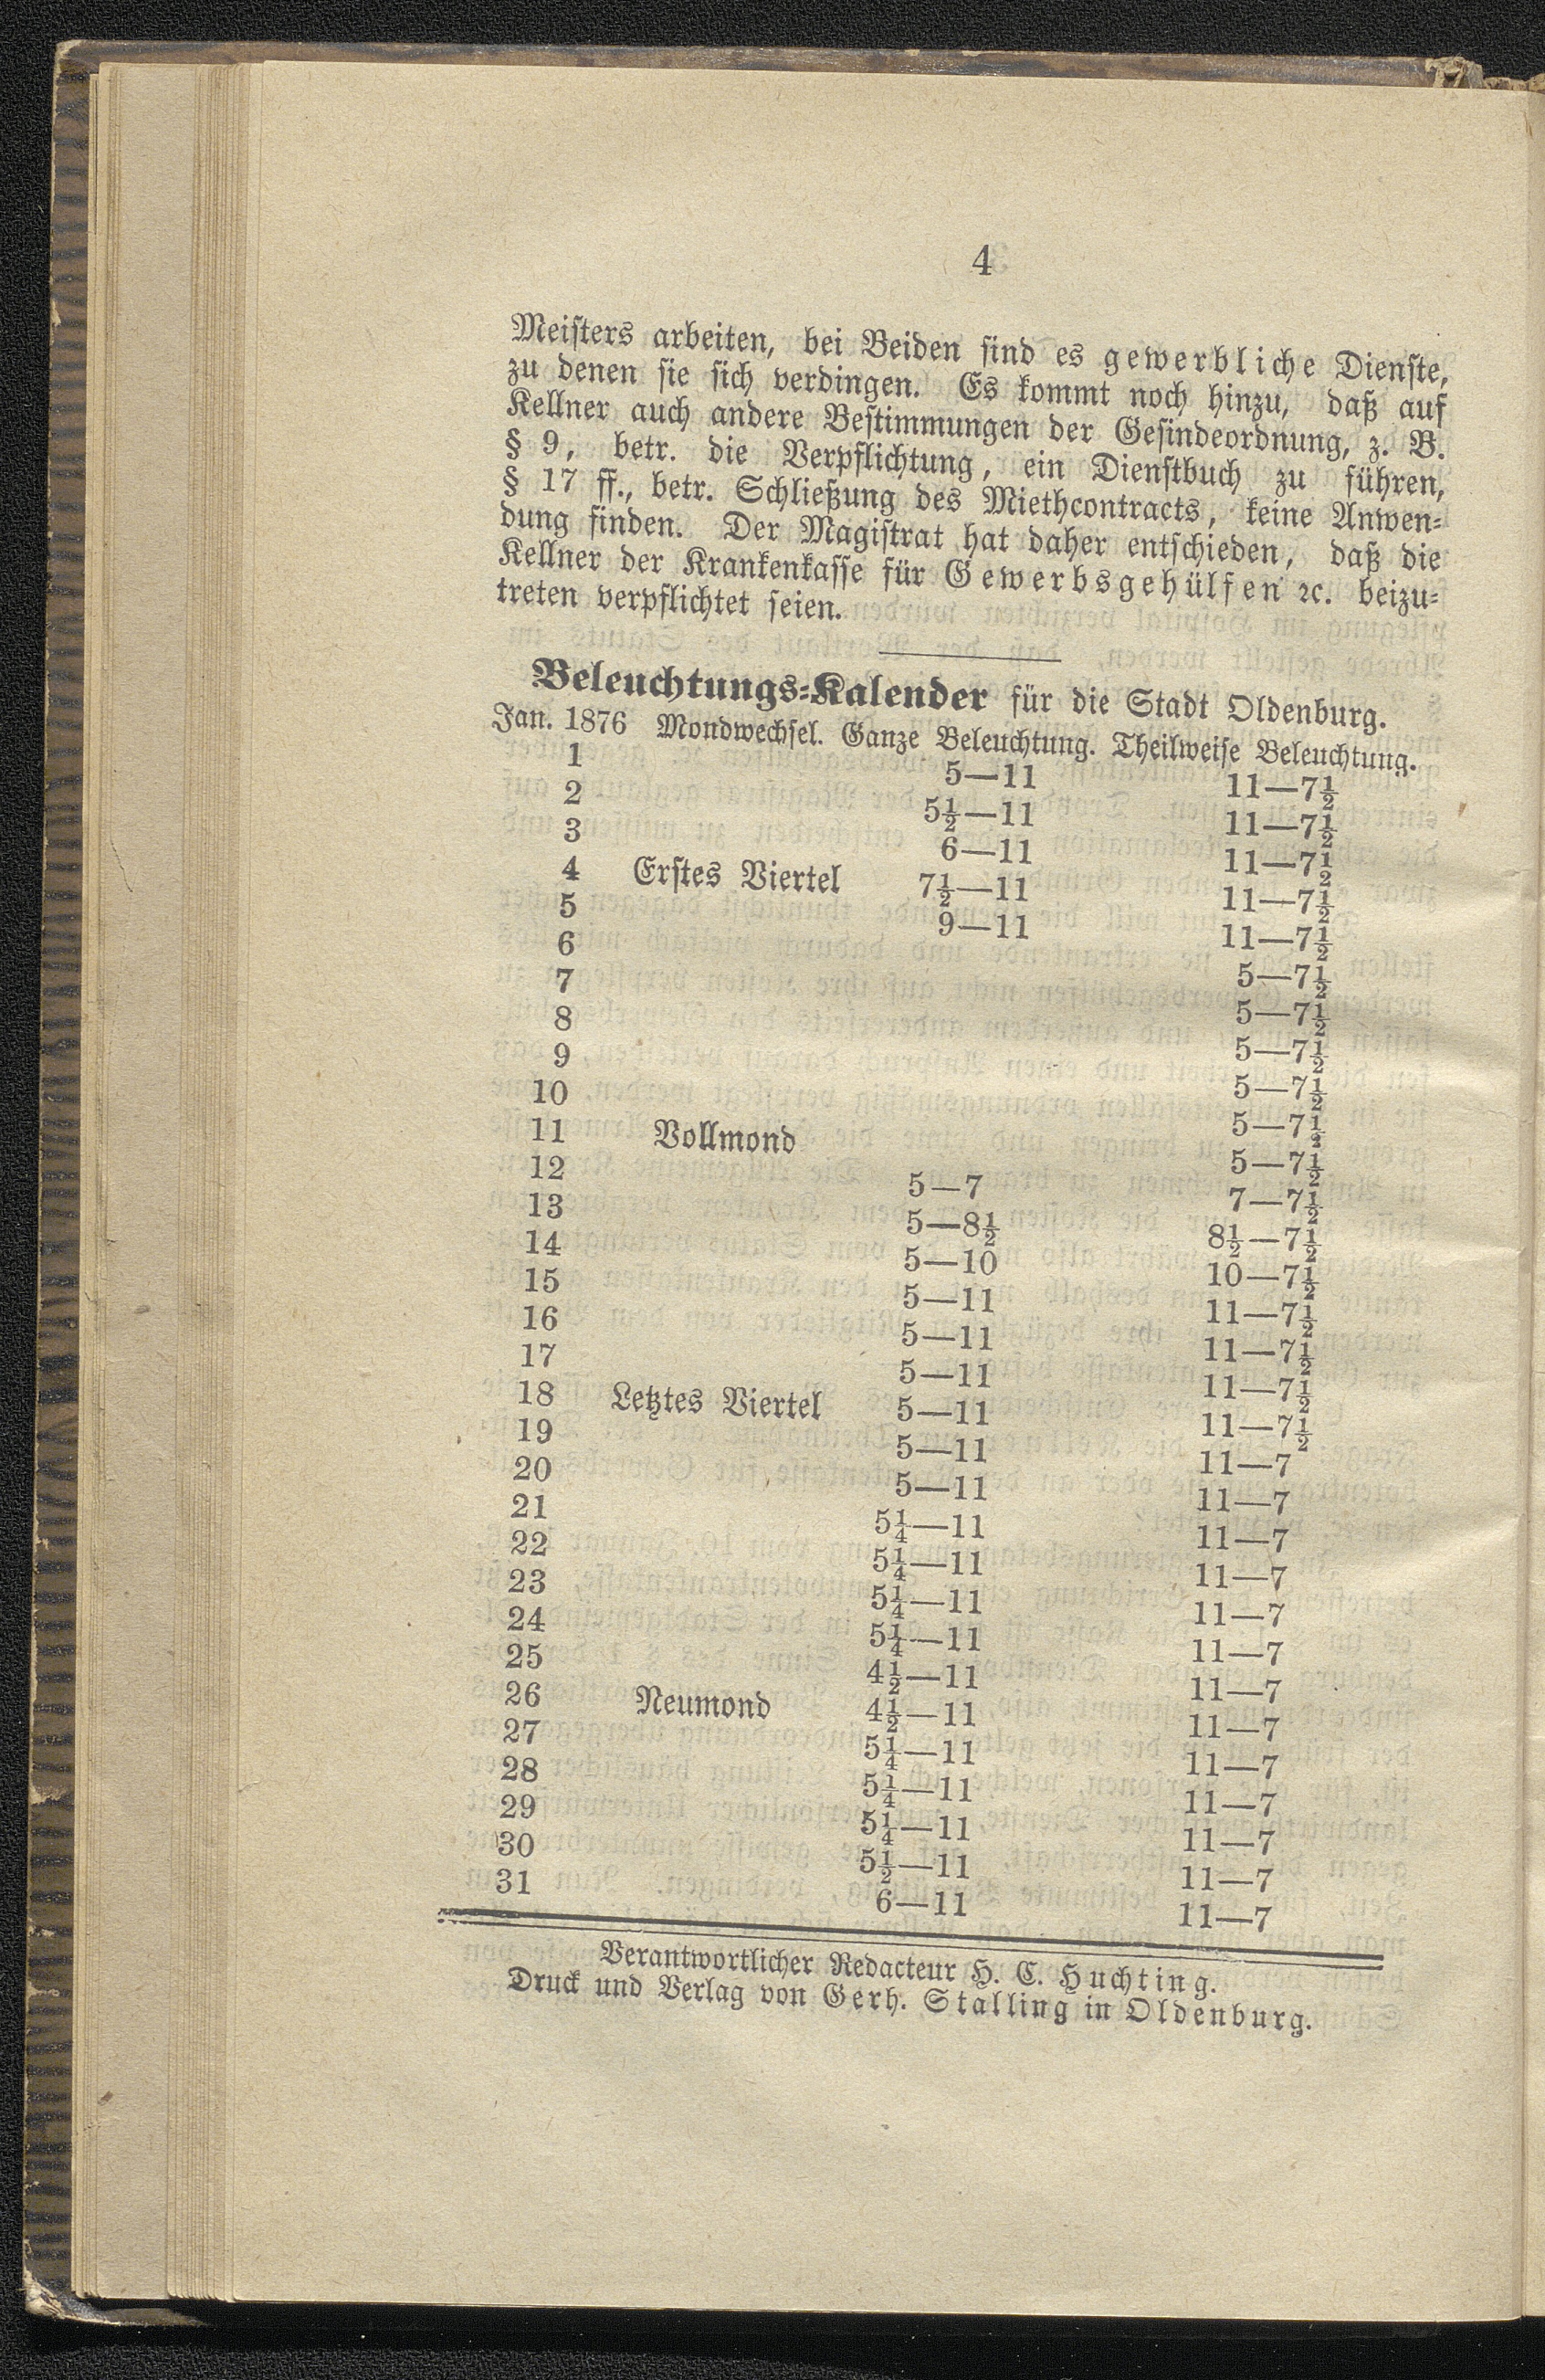 4
Meiſters arbeiten, bei Beiden ſind es gewerbliche Dienſte,
zu denen ſie ſich verdingen. Es kommt noch hinzu, daß auf
Kellner auch andere Beſtimmungen der Geſindeordnung, z. B.
§ 9, betr. die Verpflichtung, ein Dienſtbuch zu führen,
§ 17 ff., betr. Schließung des Miethcontracts, keine Anwen⸗
dung finden. Der Magiſtrat hat daher entſchieden, daß die
Kellner der Krankenkaſſe für Gewerbsgehülfen ꝛc. beizu⸗
treten verpflichtet ſeien.
Beleuchtungs⸗Kalender für die Stadt Oldenburg.
Jan. 1876 Mondwechſel. Ganze Beleuchtung. Theilweiſe Beleuchtung.
1 5—11 11—7½
2 5½—11 11—7½
3 6—11 11—7½
4 Erſtes Viertel 7½—11 11—7½
5 9—11 11—7½
6 5—7½
7 5—7½
8 5—7½
9 5—7½
10 5—7½
11 Vollmond 5—7½
12 5—7 7—7½
13 5—8½ 8½—7½
14 5—10 10—7½
15 5—11 11—7½
16 5—11 11—7½
17 5—11 11—7½
18 Letztes Viertel 5—11 11—7½
19 5—11 11—7
20 5—11 11—7
21 5¼—11 11—7
22 5¼—11 11—7
23 5¼—11 11—7
24 5¼—11 11—7
25 4½—11 11—7
26 Neumond 4½—11 11—7
27 5¼—11 11—7
28 5¼—11 11—7
29 5¼—11 11—7
30 5½—11 11—7
31 6—11 11—7
Verantwortlicher Redacteur H. C. Huchting.
Druck und Verlag von Gerh. Stalling in Oldenburg.